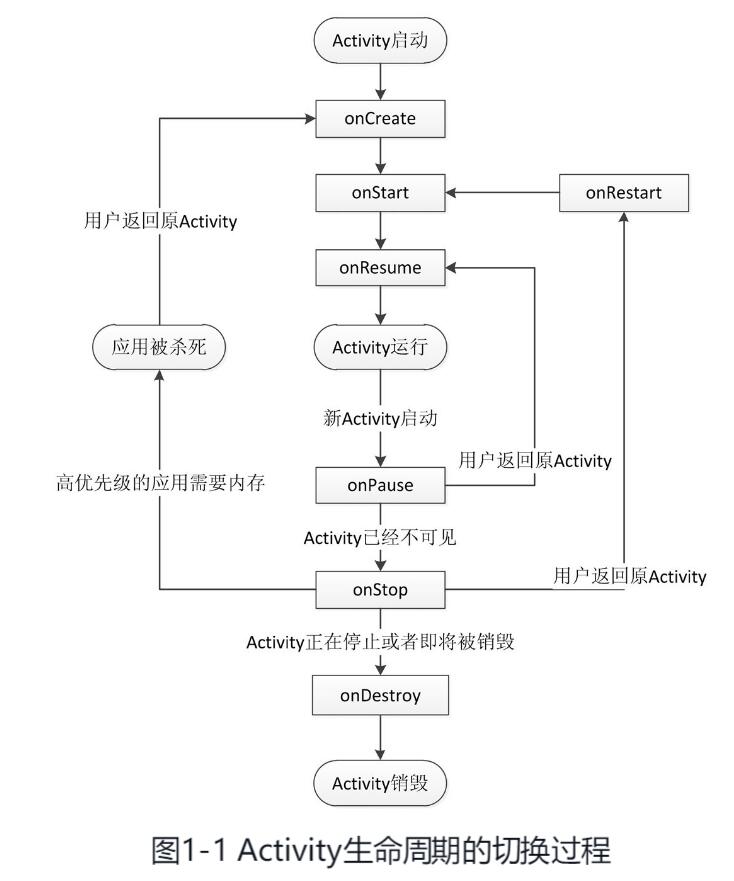 Activity启动
onCreate
onStart
onRestart
用户返回原Activity
onResume
应用被杀死
Activity运行
新Activity启动
用户返回原Activity
高优先级的应用需要内存
onPause
Activity已经不可见
用户返回原Activity
onStop
Activity正在停止或者即将被销毁
onDestroy
Activity销毁
图1-1 Activity生命周期的切换过程